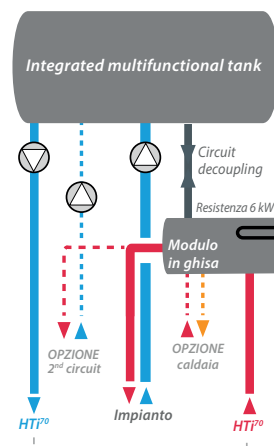 Integrated multifunctional tank
Circuit
decoupling
Resistenza 6 kW
Modulo
in ghisa
OPZIONE
2nd circuit
OPZIONE
caldaia
HTi70
Impianto
HTi70